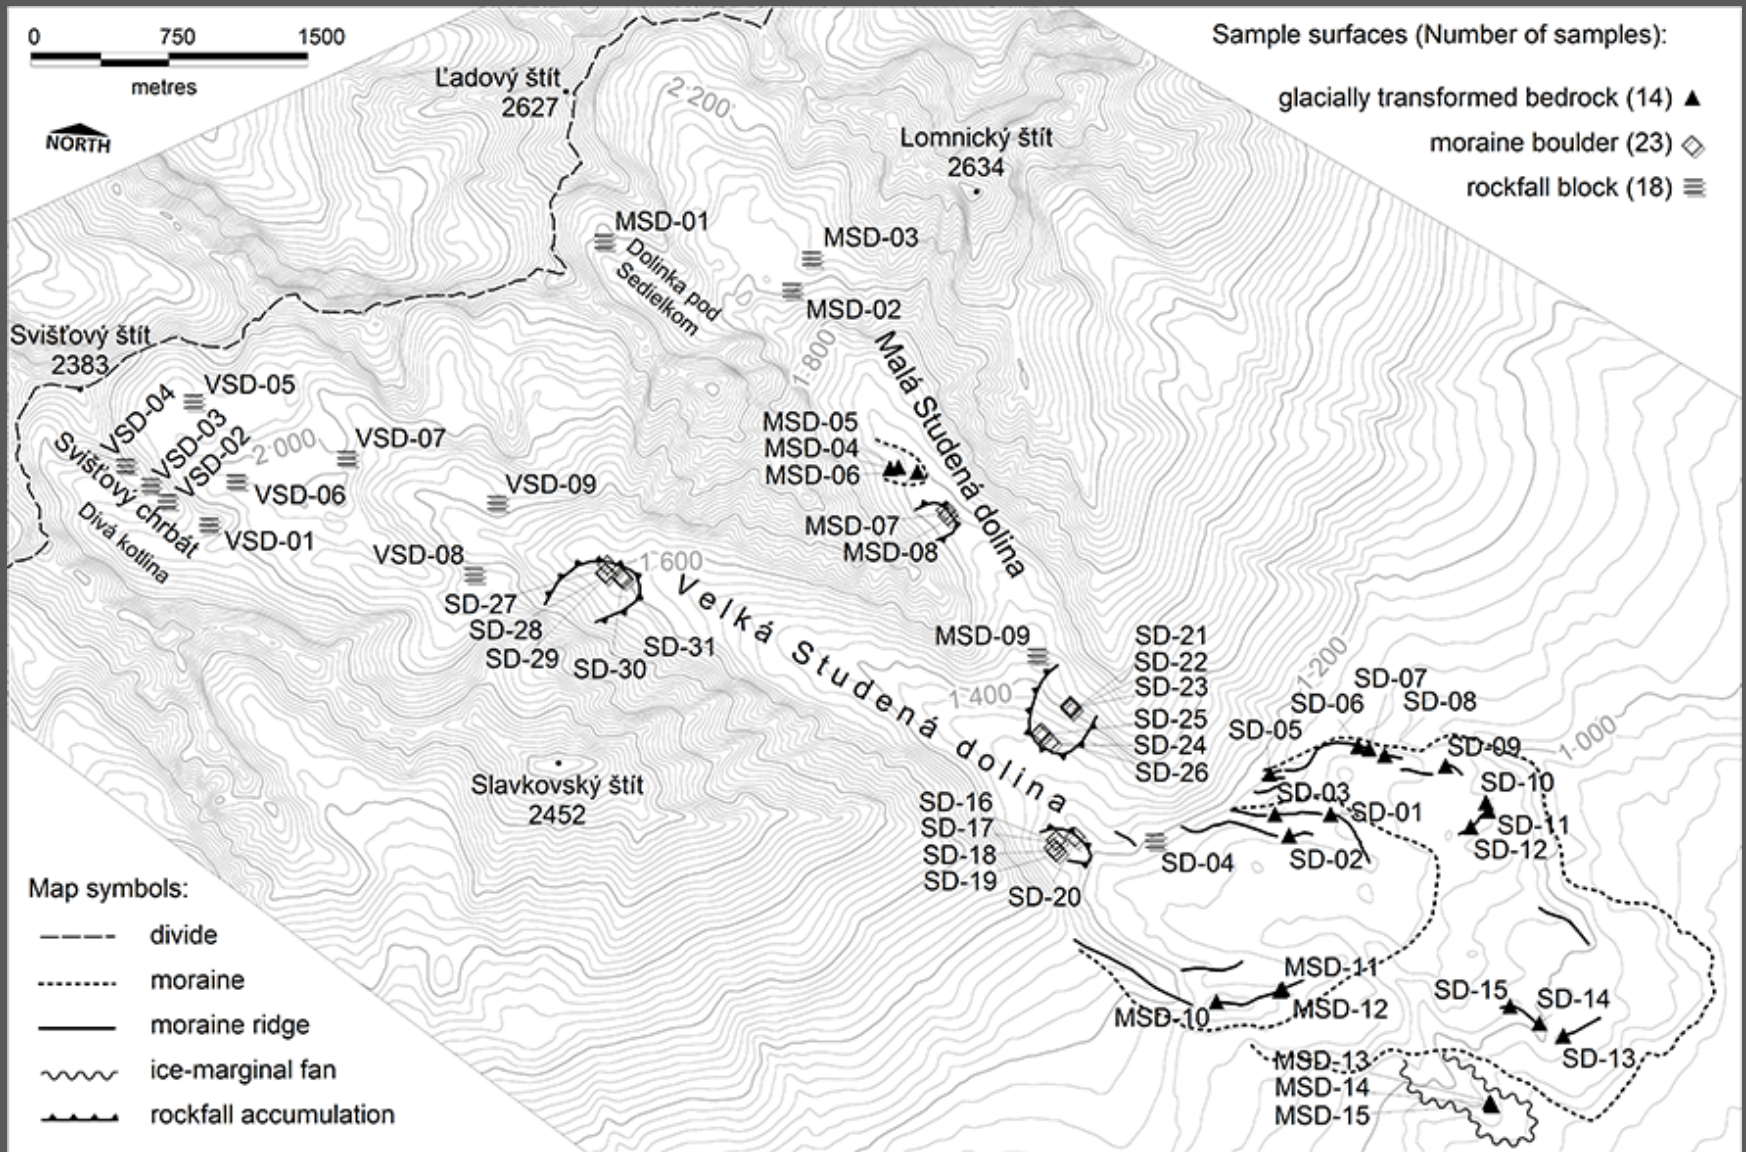 0 750 1500
metres
NORTH
Sample surfaces (Number of samples):
glacially transformed bedrock (14)
moraine boulder (23)
rockfall block (18)
Ľadový štít
2627
2 200
Lomnický štít
2634
MSD-01
Dolinka pod
Sedielkom
MSD-03
MSD-02
Svišťový štít
2383
1 800
Malá Studená dolina
VSD-05
VSD-04
VSD-03
VSD-02
2 000
VSD-07
VSD-06
VSD-01
Svišťový chrbát
Divá kotlina
VSD-09
VSD-08
MSD-05
MSD-04
MSD-06
MSD-07
MSD-08
1 600
SD-27
SD-28
SD-29
SD-30
SD-31
Velká Studená dolina
MSD-09
1 400
SD-21
SD-22
SD-23
SD-25
SD-24
SD-26
1 200
SD-07
SD-06
SD-08
SD-05
SD-09
1 000
SD-10
SD-03
SD-01
SD-11
SD-12
SD-02
SD-04
SD-16
SD-17
SD-18
SD-19
SD-20
Slavkovský štít
2452
MSD-11
MSD-10
MSD-12
SD-15
SD-14
SD-13
MSD-13
MSD-14
MSD-15
Map symbols:
divide
moraine
moraine ridge
ice-marginal fan
rockfall accumulation